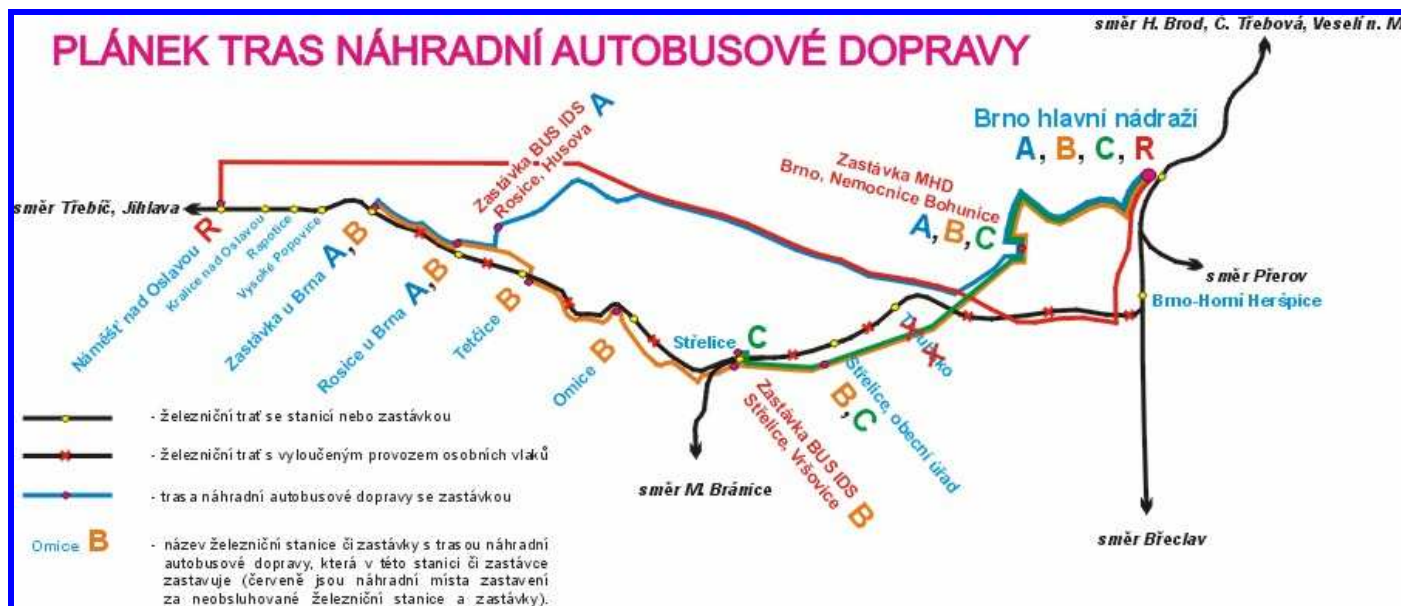 směr H. Brod, Č. Třebová, Veselí n. M
PLÁNEK TRAS NÁHRADNÍ AUTOBUSOVÉ DOPRAVY
Brno hlavní nádraží
A, B, C, R
Zastávka BUS IDS
Rosice, Husova A
Zastávka MHD
Brno, Nemocnice Bohunice
A, B, C
směr Třebíč, Jihlava
Náměšť nad Oslavou R
Kralice nad Oslavou
Rapotice
Vysoké Popovice
Zastávka u Brna A, B
Rosice u Brna A, B
Tetčice B
Omice B
Střelice C
směr Přerov
Brno-Horní Heršpice
Zastávka BUS IDS
Střelice, Vršovice B
Střelice, obecní úřad
B, C
směr M. Bránice
směr Břeclav
- železniční trať se stanicí nebo zastávkou
- železniční trať s vyloučeným provozem osobních vlaků
- trasa náhradní autobusové dopravy se zastávkou
Omice B
- název železniční stanice či zastávky s trasou náhradní
autobusové dopravy, která v této stanici či zastávce
zastavuje (červeně jsou náhradní místa zastavení
za neobsluhované železniční stanice a zastávky).